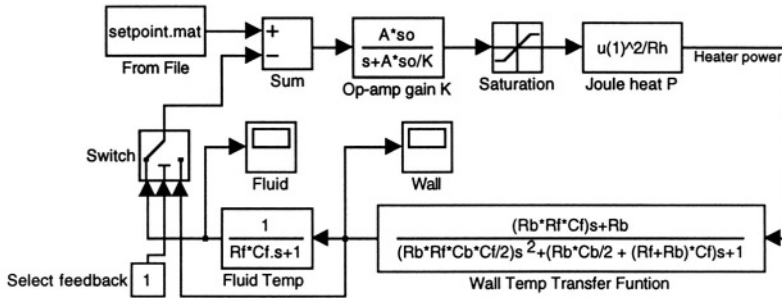 setpoint.mat
From File
+
−
Sum
A*so
s+A*so/K
Op-amp gain K
Saturation
u(1)^2/Rh
Joule heat P
Heater power
Switch
Fluid
Wall
1
Rf*Cf.s+1
Fluid Temp
(Rb*Rf*Cf)s+Rb
(Rb*Rf*Cb*Cf/2)s 2+(Rb*Cb/2 + (Rf+Rb)*Cf)s+1
Wall Temp Transfer Funtion
Select feedback
1